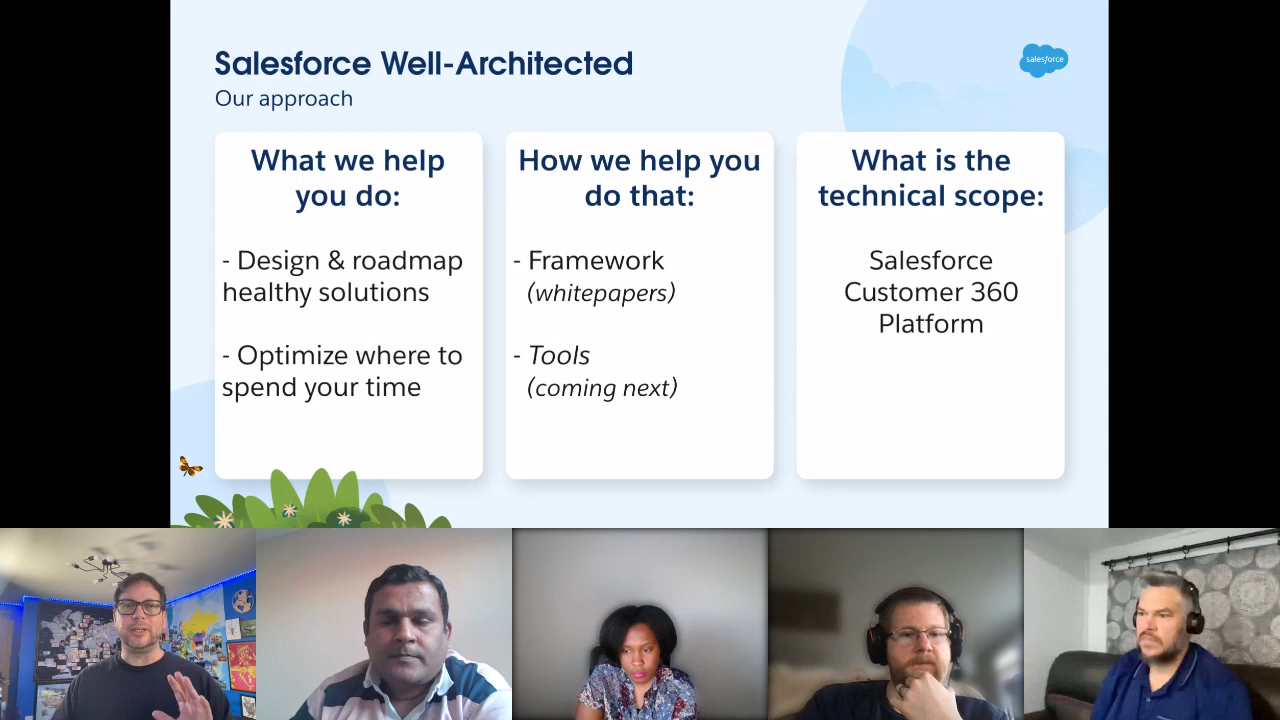 Salesforce Well-Architected
salesforce
Our approach
What we help
you do:
- Design & roadmap
healthy solutions
- Optimize where to
spend your time
How we help you
do that:
- Framework
(whitepapers)
- Tools
(coming next)
What is the
technical scope:
Salesforce
Customer 360
Platform